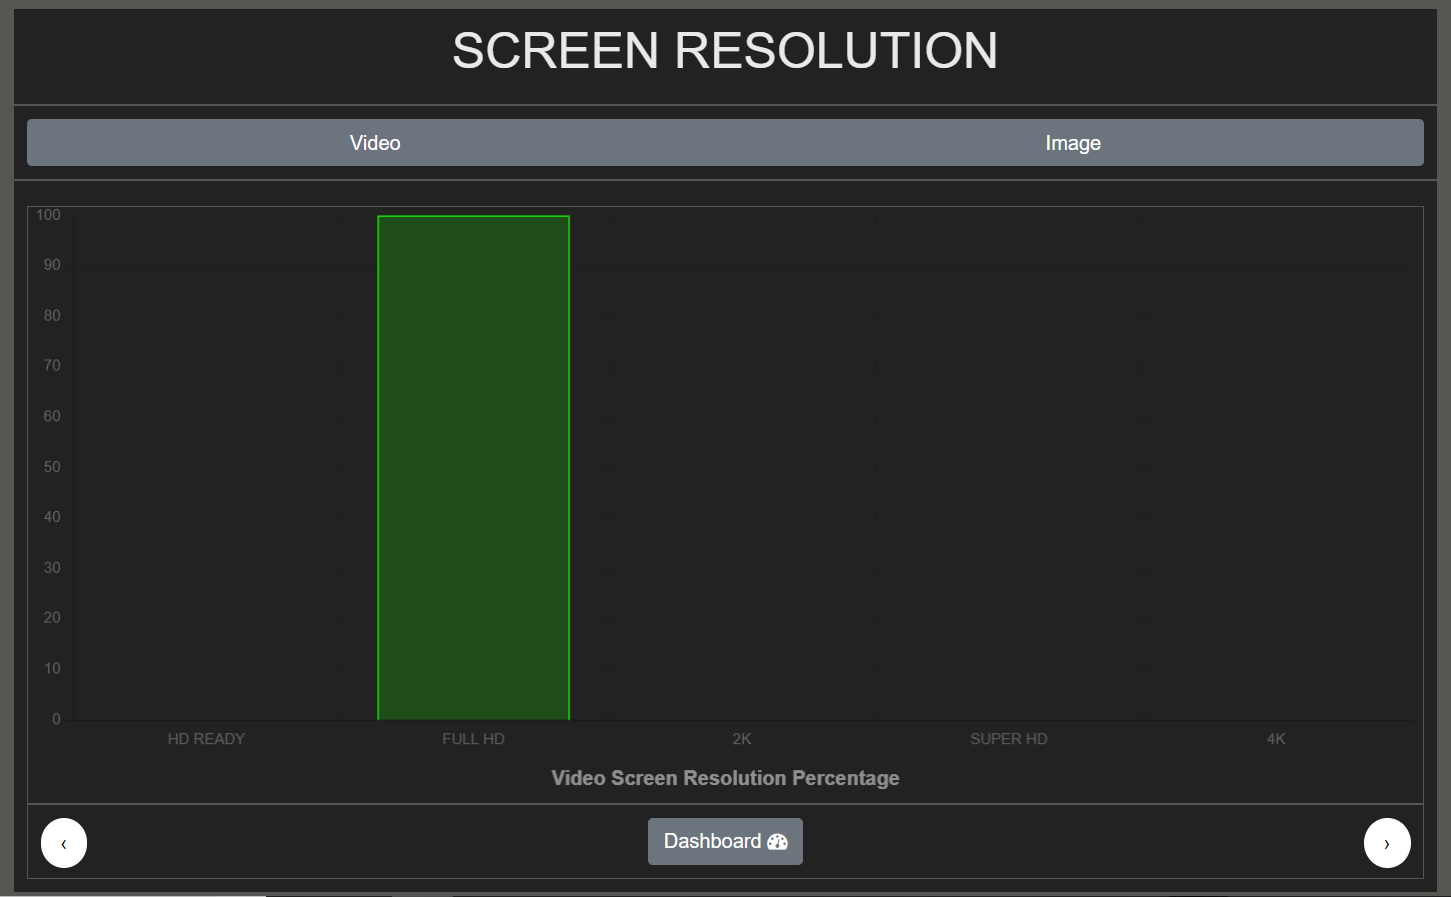 SCREEN RESOLUTION
Video Image
100
90
80
70
60
50
40
30
20
10
0
HD READY FULL HD 2K SUPER HD 4K
Video Screen Resolution Percentage
‹ Dashboard ›